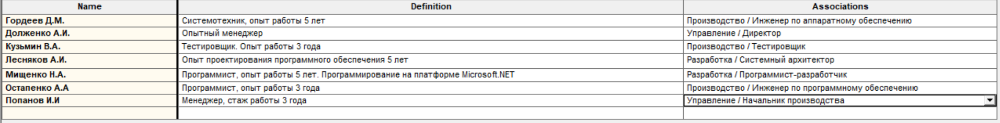 Name Definition Associations
Гордеев Д.М. Системотехник, опыт работы 5 лет Производство / Инженер по аппаратному обеспечению
Долженко А.И. Опытный менеджер Управление / Директор
Кузьмин В.А. Тестировщик. Опыт работы 3 года Производство / Тестировщик
Лесняков А.И. Опыт проектирования программного обеспечения 5 лет Разработка / Системный архитектор
Мищенко Н.А. Программист, опыт работы 5 лет. Программирование на платформе Microsoft.NET Разработка / Программист-разработчик
Остапенко А.А Программист, опыт работы 3 года Производство / Инженер по программному обеспечению
Попанов И.И Менеджер, стаж работы 3 года Управление / Начальник производства